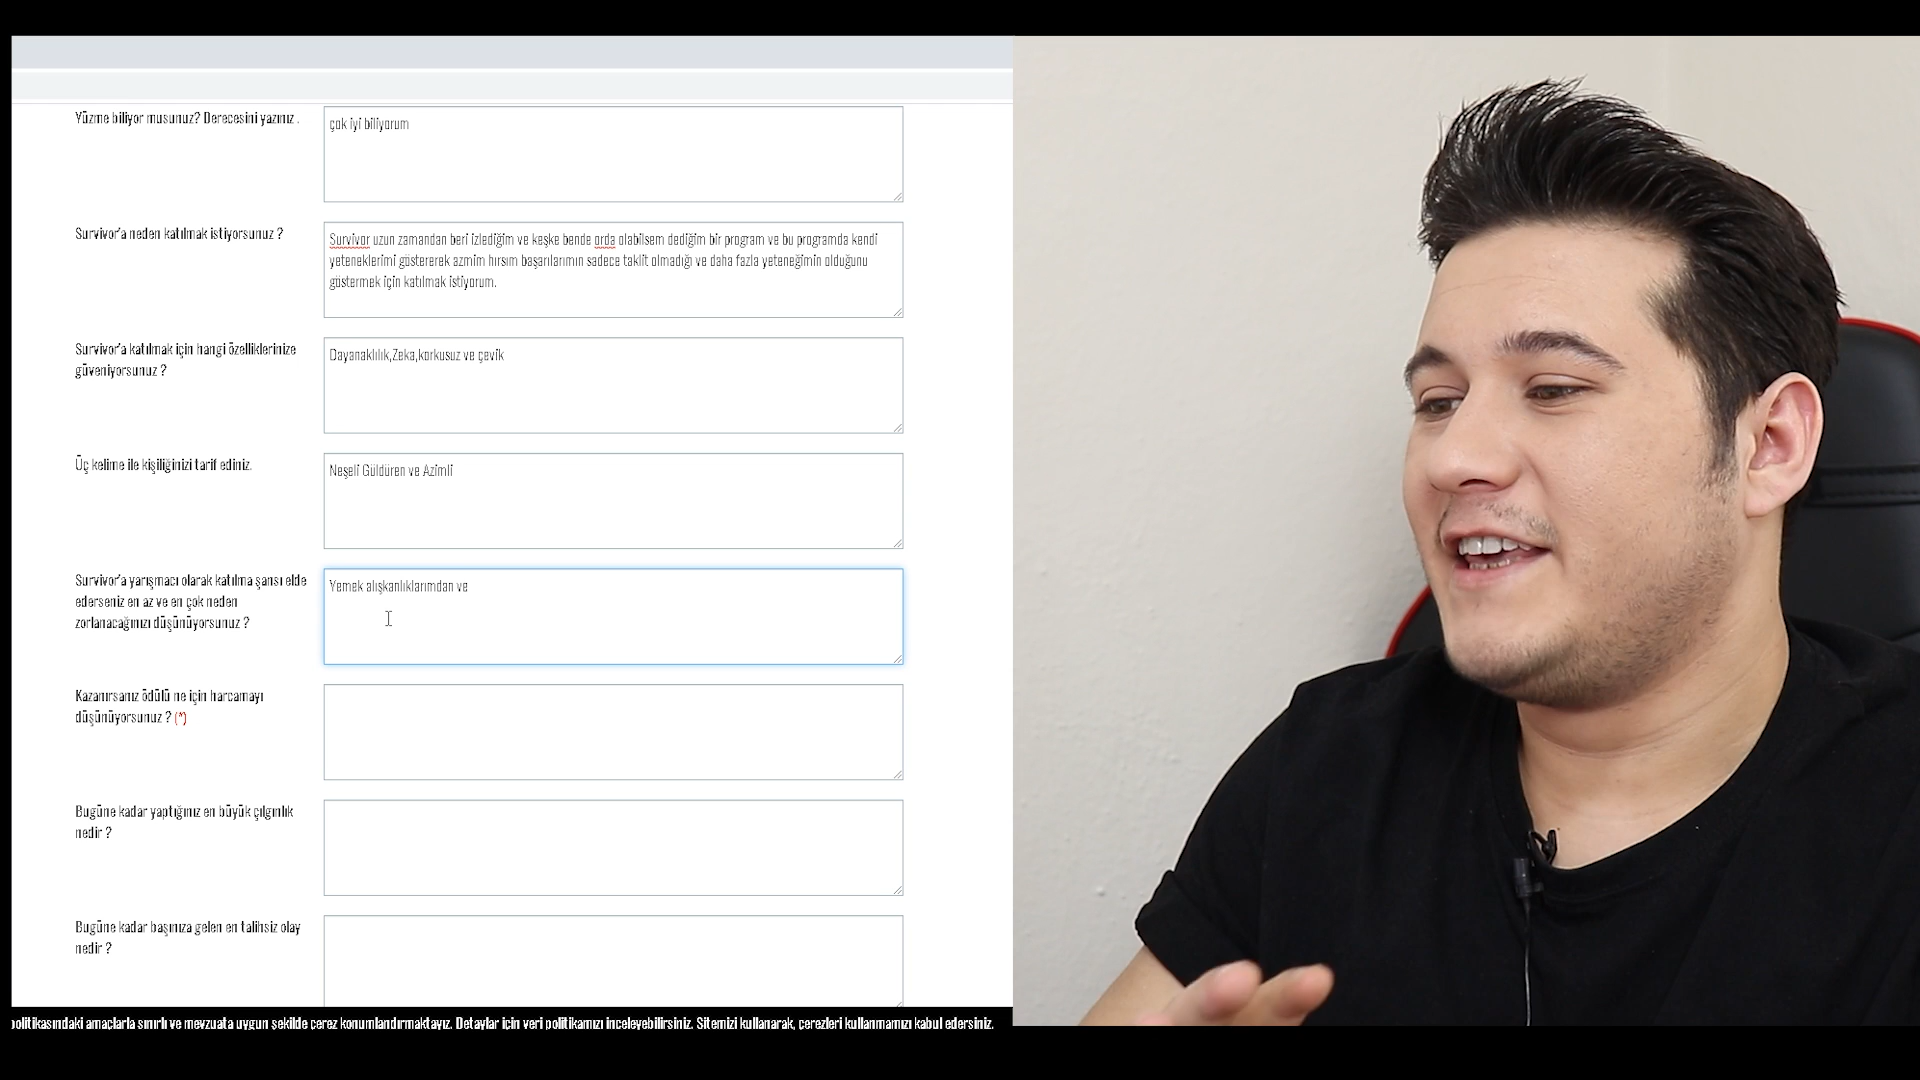 Yüzme biliyor musunuz? Derecesini yazınız .
çok iyi biliyorum
Survivor'a neden katılmak istiyorsunuz ?
Survivor uzun zamandan beri izlediğim ve keşke bende orda olabilsem dediğim bir program ve bu programda kendi
yeteneklerimi göstererek azmim hırsım başarılarımın sadece taklit olmadığı ve daha fazla yeteneğimin olduğunu
göstermek için katılmak istiyorum.
Survivor'a katılmak için hangi özelliklerinize
güveniyorsunuz ?
Dayanaklılık,Zeka,korkusuz ve çevik
Üç kelime ile kişiliğinizi tarif ediniz.
Neşeli Güldüren ve Azimli
Survivor'a yarışmacı olarak katılma şansı elde
ederseniz en az ve en çok neden
zorlanacağınızı düşünüyorsunuz ?
Yemek alışkanlıklarımdan ve
Kazanırsanız ödülü ne için harcamayı
düşünüyorsunuz ? (*)
Bugüne kadar yaptığınız en büyük çılgınlık
nedir ?
Bugüne kadar başınıza gelen en talihsiz olay
nedir ?
olitikasındaki amaçlarla sınırlı ve mevzuata uygun şekilde çerez konumlandırmaktayız. Detaylar için veri politikamızı inceleyebilirsiniz. Sitemizi kullanarak, çerezleri kullanmamızı kabul edersiniz.